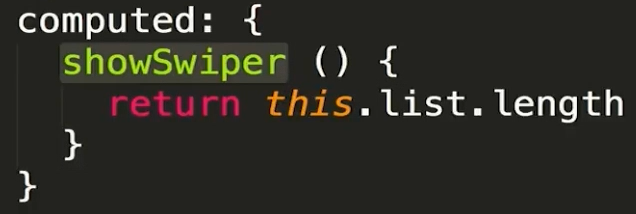 computed: {
  showSwiper () {
    return this.list.length
  }
}